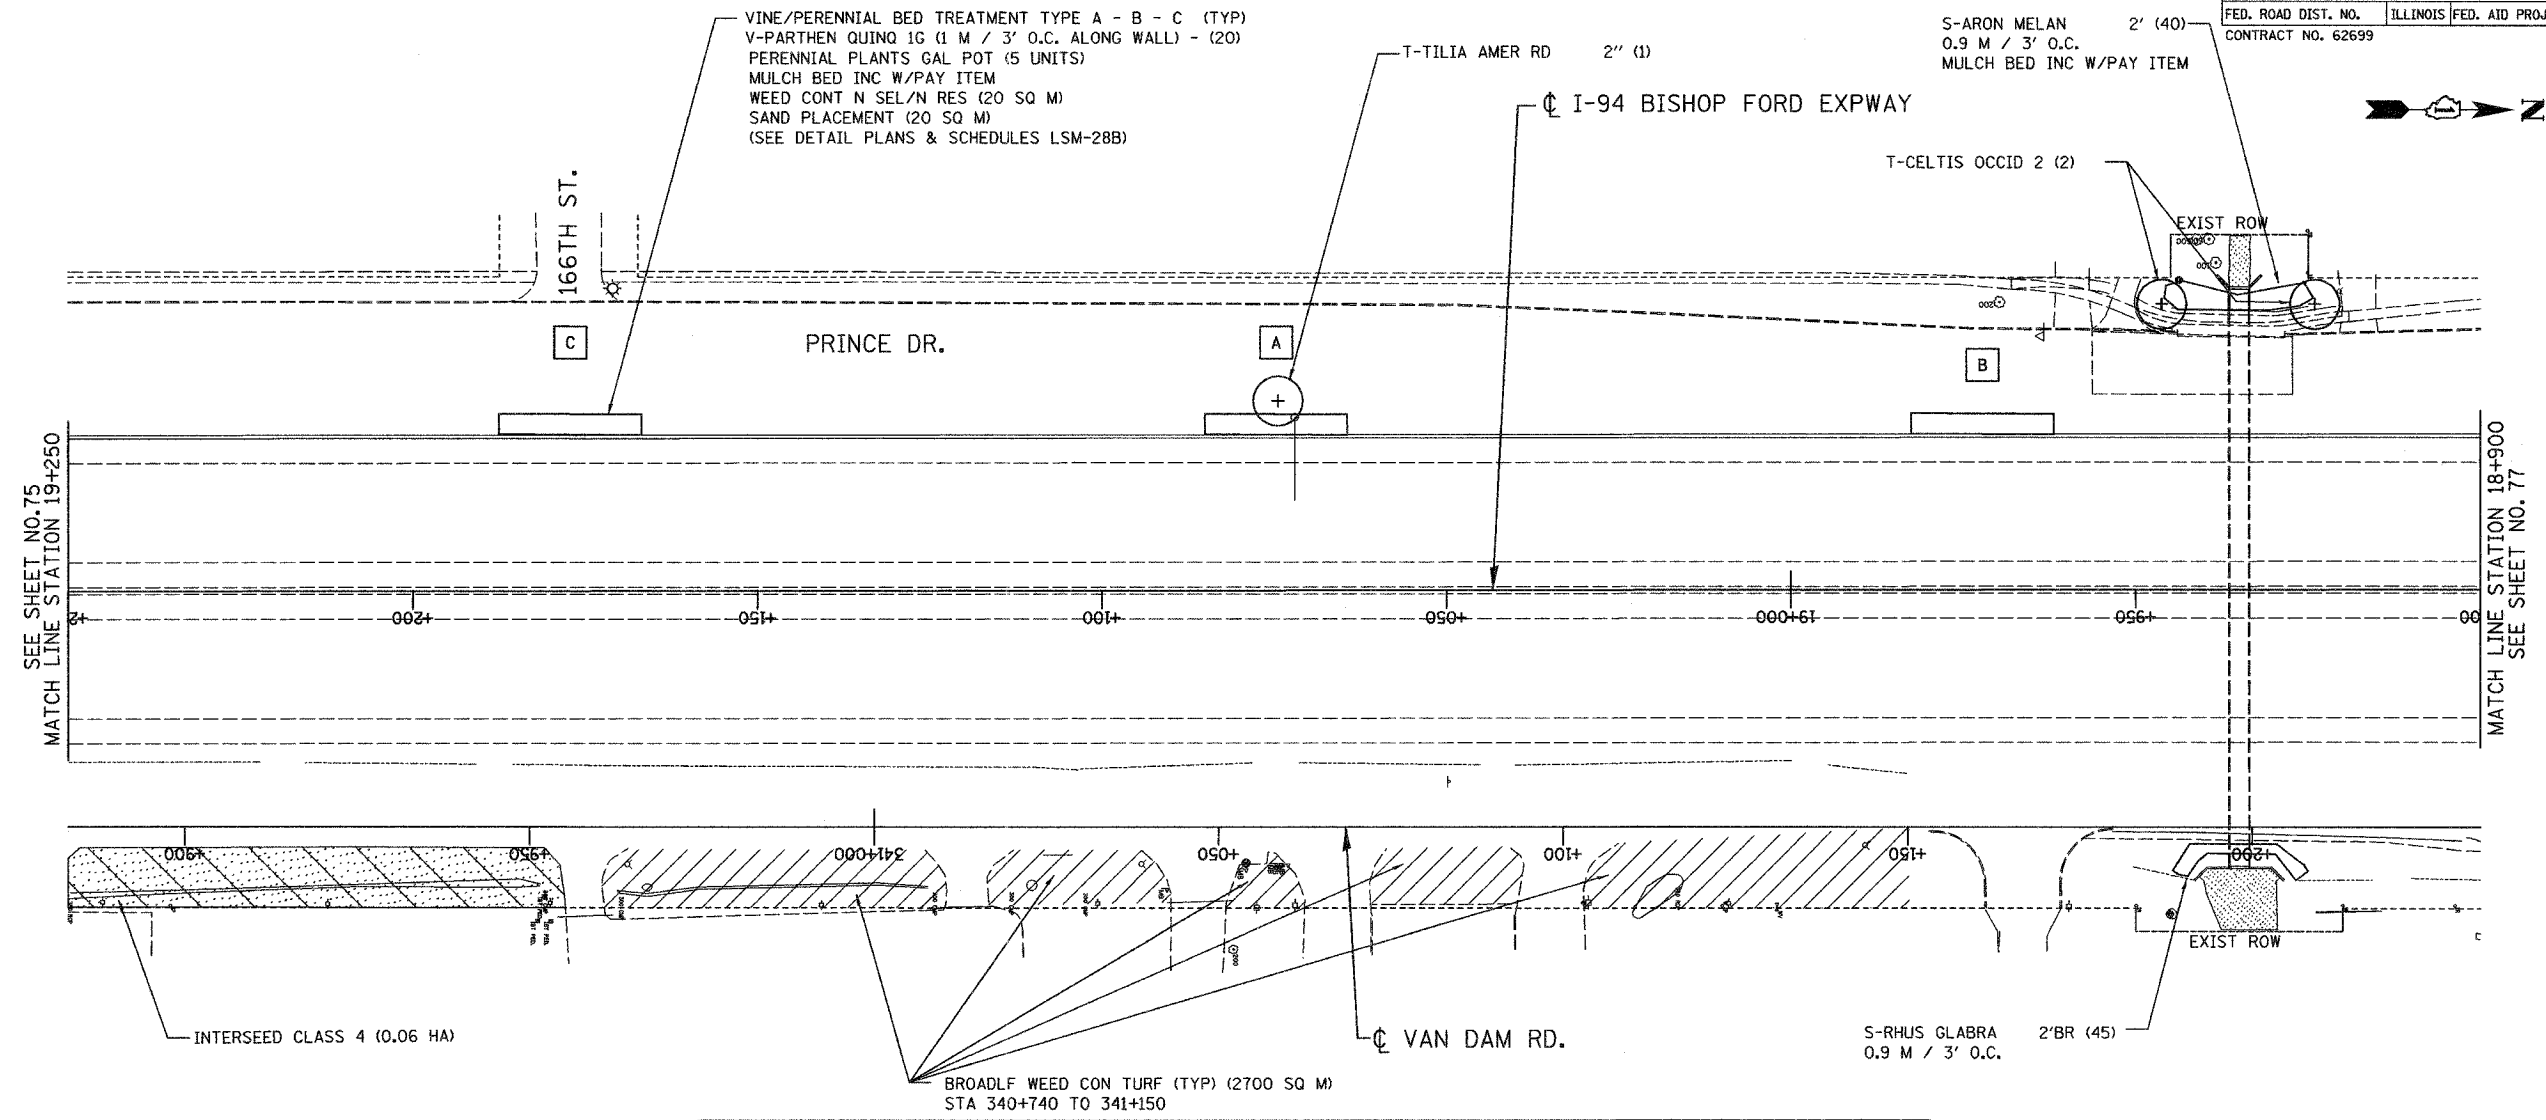 VINE/PERENNIAL BED TREATMENT TYPE A - B - C (TYP)
V-PARTHEN QUINQ 1G (1 M / 3' O.C. ALONG WALL) - (20)
PERENNIAL PLANTS GAL POT (5 UNITS)
MULCH BED INC W/PAY ITEM
WEED CONT N SEL/N RES (20 SQ M)
SAND PLACEMENT (20 SQ M)
(SEE DETAIL PLANS & SCHEDULES LSM-28B)
T-TILIA AMER RD 2" (1)
S-ARON MELAN 2' (40)
0.9 M / 3' O.C.
MULCH BED INC W/PAY ITEM
FED. ROAD DIST. NO. ILLINOIS FED. AID PROJ
CONTRACT NO. 62699
℄ I-94 BISHOP FORD EXPWAY
N
T-CELTIS OCCID 2 (2)
EXIST ROW
166TH ST.
200
C
PRINCE DR.
A
B
SEE SHEET NO.75
MATCH LINE STATION 19+250
MATCH LINE STATION 18+900
SEE SHEET NO. 77
+2
+200
+150
+100
+050
19+000
+950
00
+900
+950
341+000
+050
+100
+150
+200
200
EXIST ROW
INTERSEED CLASS 4 (0.06 HA)
℄ VAN DAM RD.
S-RHUS GLABRA 2'BR (45)
0.9 M / 3' O.C.
BROADLF WEED CON TURF (TYP) (2700 SQ M)
STA 340+740 TO 341+150